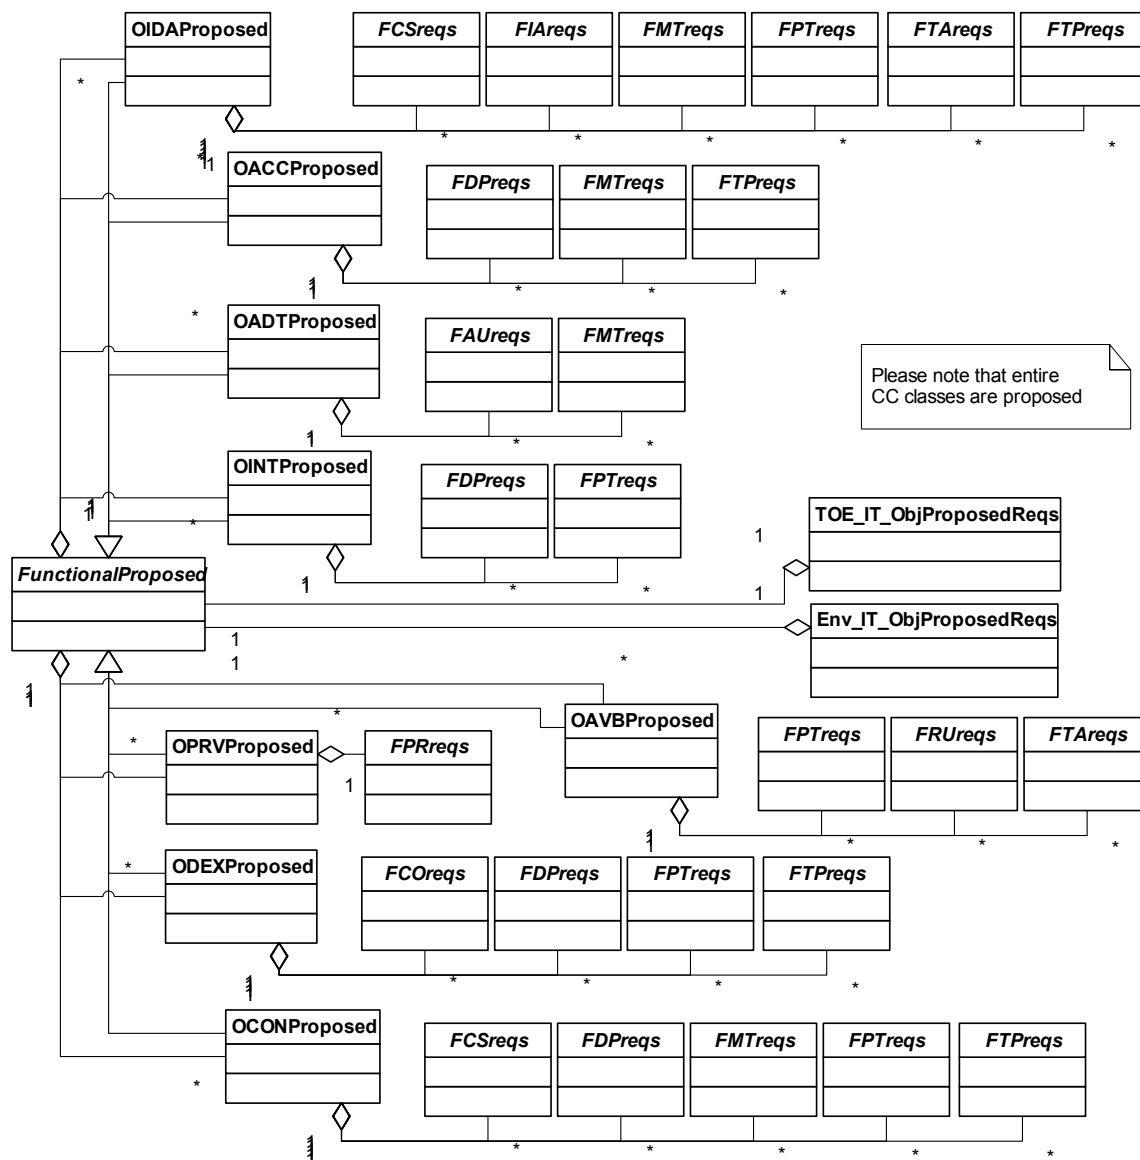 OIDAProposed
FCSreqs FIAreqs FMTreqs FPTreqs FTAreqs FTPreqs
*
* * * * * *
*
1
OACCProposed
FDPreqs FMTreqs FTPreqs
1
* * *
*
OADTProposed
FAUreqs FMTreqs
Please note that entire
CC classes are proposed
1
* *
OINTProposed
FDPreqs FPTreqs
1
*
TOE_IT_ObjProposedReqs
1
FunctionalProposed
1
* *
1
Env_IT_ObjProposedReqs
1
1
*
1
*
OAVBProposed
FPTreqs FRUreqs FTAreqs
*
OPRVProposed
FPRreqs
1
1
* * *
*
ODEXProposed
FCOreqs FDPreqs FPTreqs FTPreqs
1
* * * *
OCONProposed
FCSreqs FDPreqs FMTreqs FPTreqs FTPreqs
*
1
* * * * *